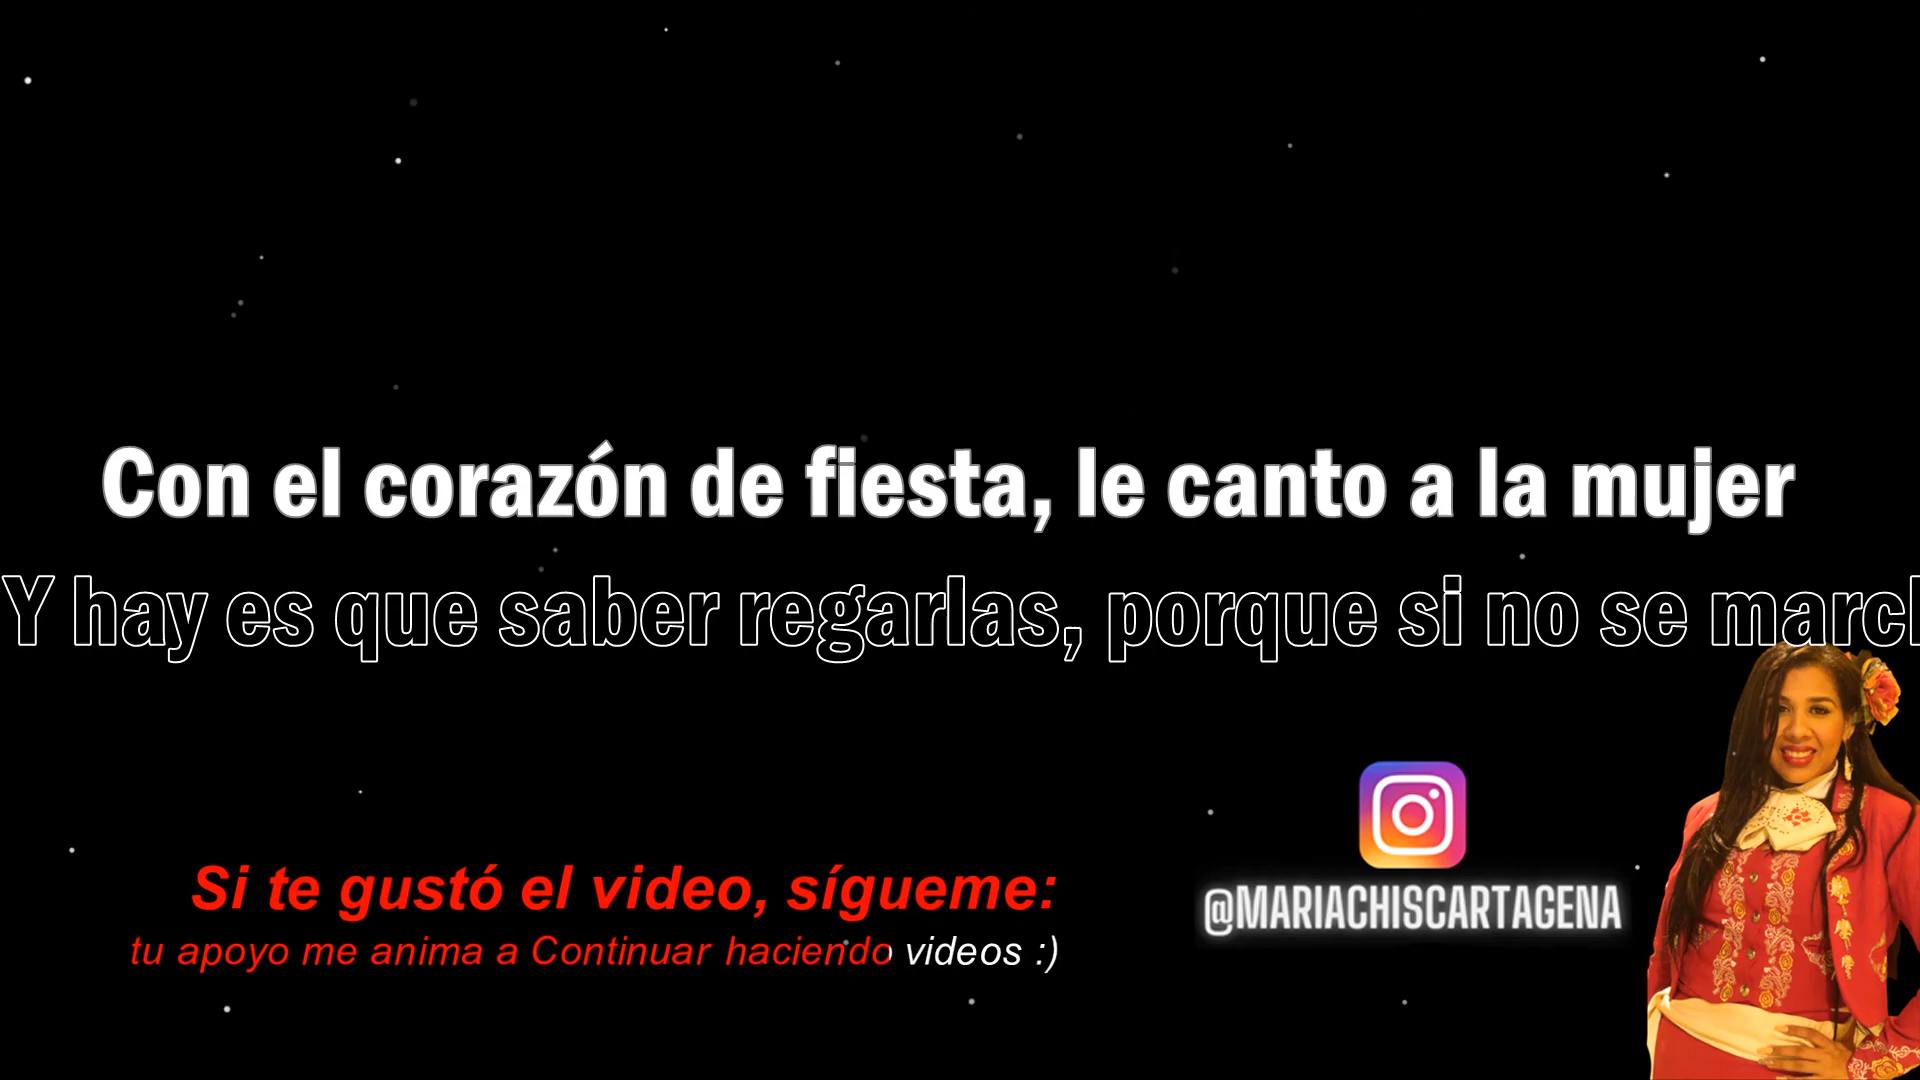 Con el corazón de fiesta, le canto a la mujer
Y hay es que saber regarlas, porque si no se
Si te gustó el video, sígueme:
tu apoyo me anima a Continuar haciendo videos :)
@MARIACHISCARTAGENA